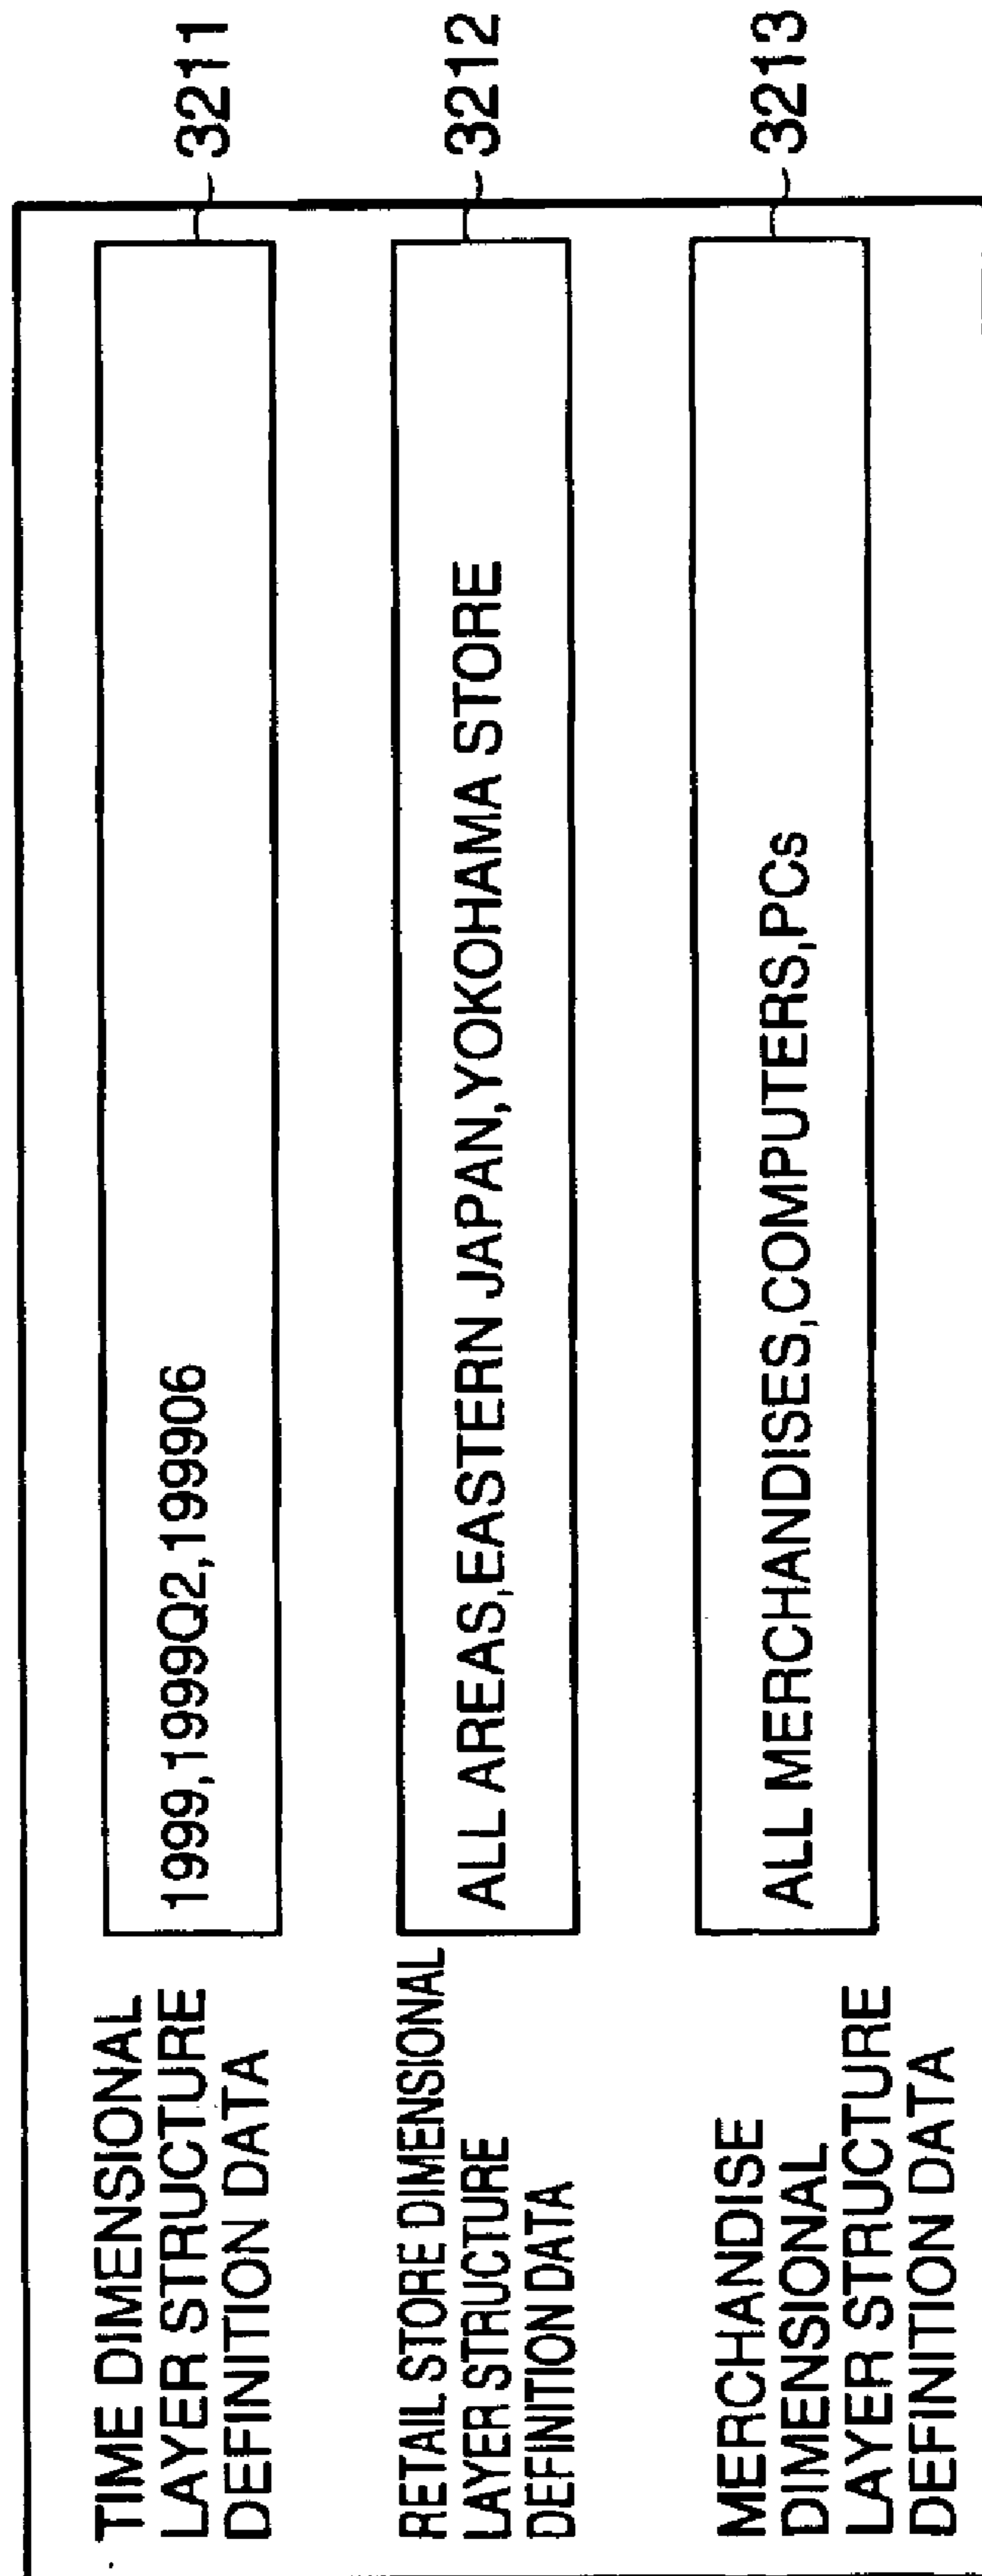 TIME DIMENSIONAL
LAYER STRUCTURE
DEFINITION DATA
1999,1999Q2,199906
3211
RETAIL STORE DIMENSIONAL
LAYER STRUCTURE
DEFINITION DATA
ALL AREAS,EASTERN JAPAN,YOKOHAMA STORE
3212
MERCHANDISE
DIMENSIONAL
LAYER STRUCTURE
DEFINITION DATA
ALL MERCHANDISES,COMPUTERS,PCs
3213